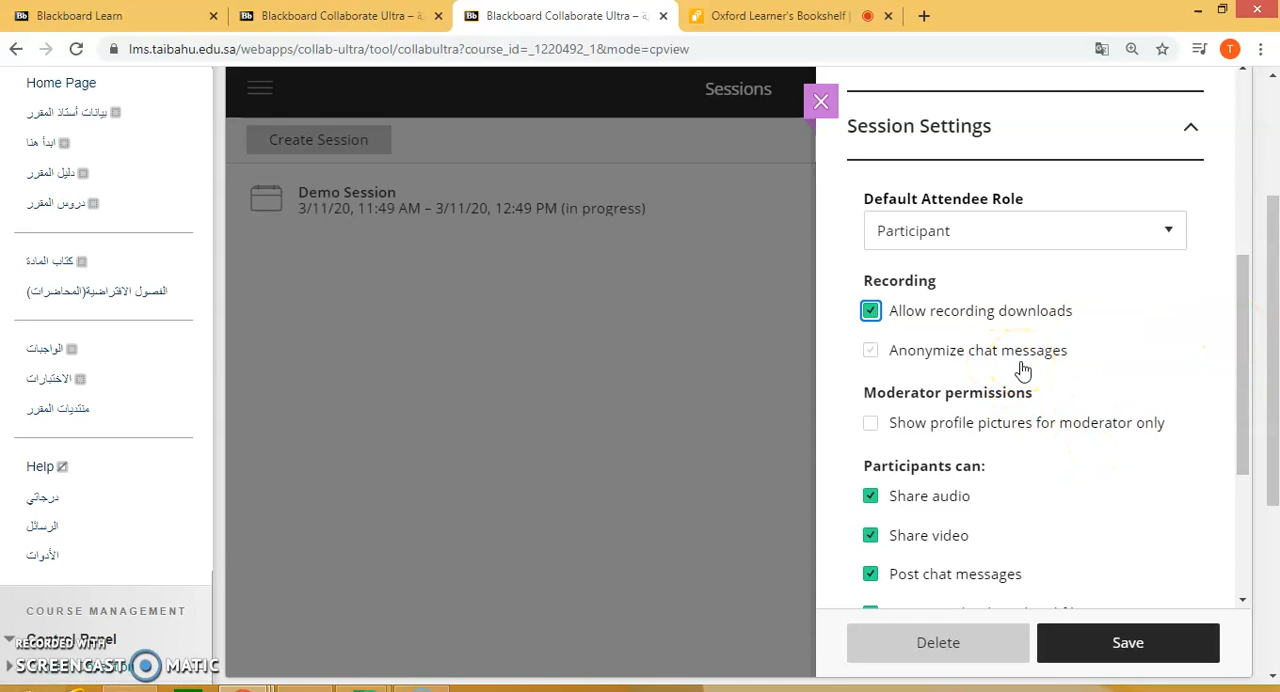 Blackboard Learn
Blackboard Collaborate Ultra –
Blackboard Collaborate Ultra –
Oxford Learner's Bookshelf |
lms.taibahu.edu.sa/webapps/collab-ultra/tool/collabultra?course_id=_1220492_1&mode=cpview
T
Home Page
بيانات أستاذ المقرر
ابدأ هنا
دليل المقرر
دروس المقرر
كتاب المادة
الفصول الافتراضية(المحاضرات)
الواجبات
الاختبارات
منتديات المقرر
Help
درجاتي
الرسائل
الأدوات
COURSE MANAGEMENT
Control Panel
RECORDED WITH
SCREENCAST MATIC
Sessions
Create Session
Demo Session
3/11/20, 11:49 AM – 3/11/20, 12:49 PM (in progress)
Session Settings
Default Attendee Role
Participant
Recording
Allow recording downloads
Anonymize chat messages
Moderator permissions
Show profile pictures for moderator only
Participants can:
Share audio
Share video
Post chat messages
Delete
Save